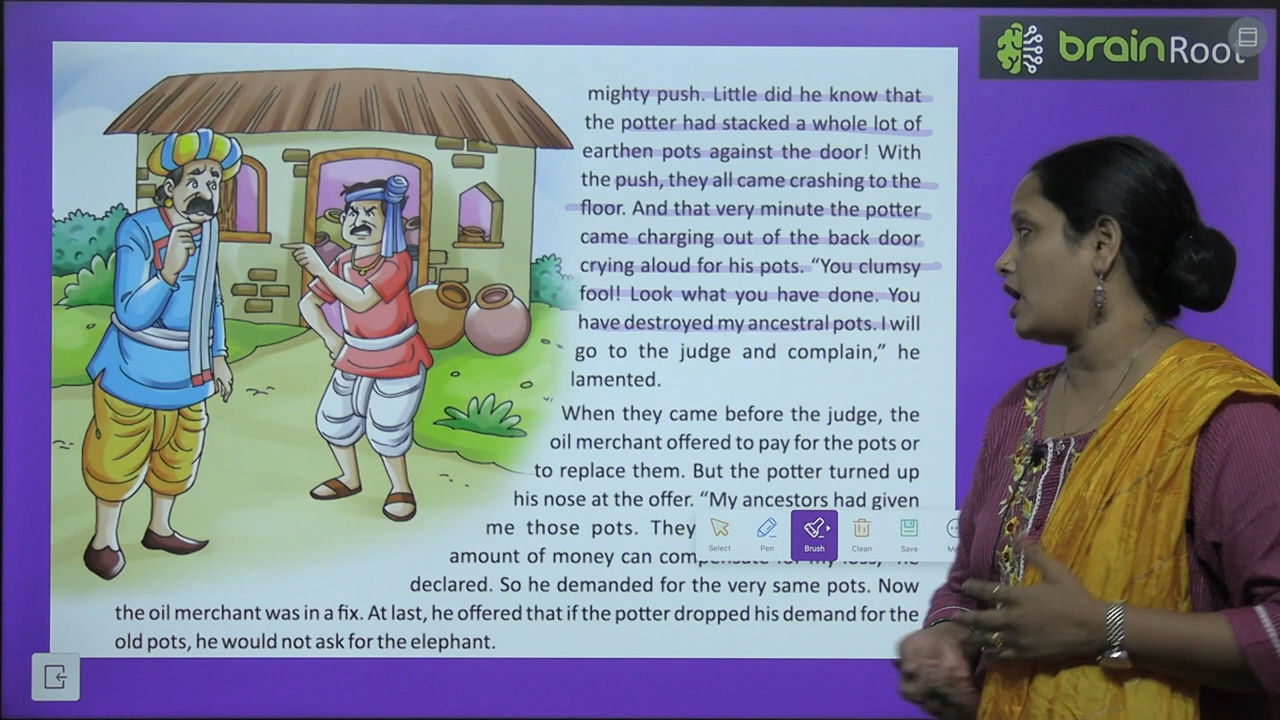 brainRoot
mighty push. Little did he know that
the potter had stacked a whole lot of
earthen pots against the door! With
the push, they all came crashing to the
floor. And that very minute the potter
came charging out of the back door
crying aloud for his pots. “You clumsy
fool! Look what you have done. You
have destroyed my ancestral pots. I will
go to the judge and complain,” he
lamented.
When they came before the judge, the
oil merchant offered to pay for the pots or
to replace them. But the potter turned up
his nose at the offer. “My ancestors had given
me those pots. They
amount of money can compensate for my loss,” he
declared. So he demanded for the very same pots. Now
the oil merchant was in a fix. At last, he offered that if the potter dropped his demand for the
old pots, he would not ask for the elephant.
Select Pen Brush Clean Save